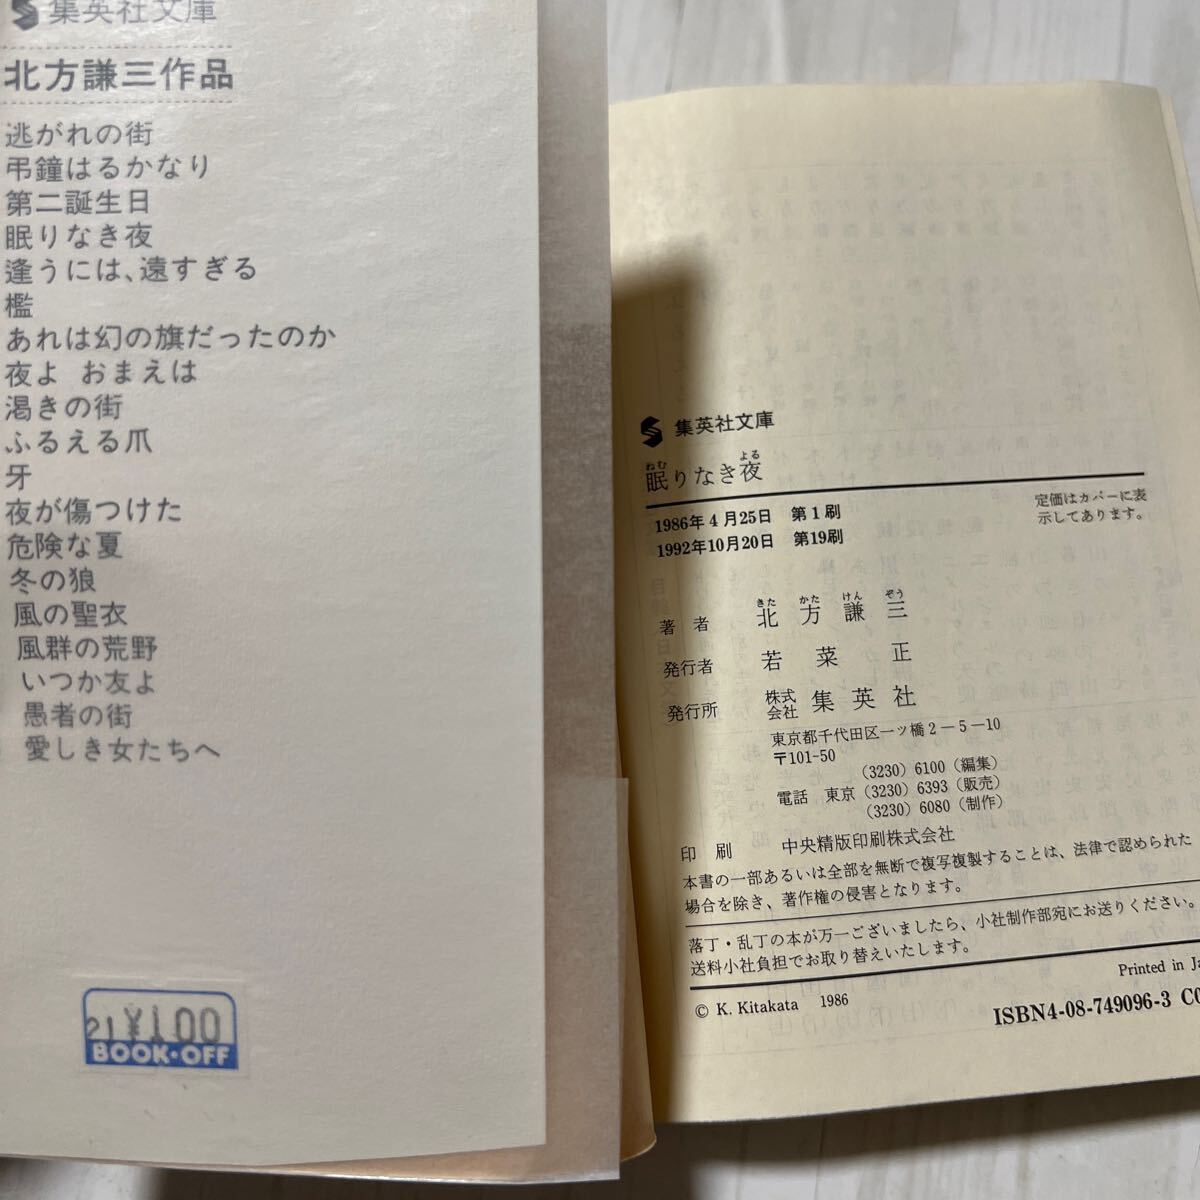 集英社文庫
北方謙三作品
逃がれの街
弔鐘はるかなり
第二誕生日
眠りなき夜
逢うには、遠すぎる
檻
あれは幻の旗だったのか
夜よ おまえは
渇きの街
ふるえる爪
牙
夜が傷つけた
危険な夏
冬の狼
風の聖衣
風群の荒野
いつか友よ
愚者の街
愛しき女たちへ
21 ¥100
BOOK・OFF
集英社文庫
ねむ よる
眠りなき夜
1986年4月25日 第1刷
1992年10月20日 第19刷
定価はカバーに表
示してあります。
きた かた けん ぞう
著者 北方謙三
発行者 若菜 正
発行所 株式会社 集英社
東京都千代田区一ツ橋2-5-10
〒101-50
(3230) 6100 (編集)
電話 東京 (3230) 6393 (販売)
(3230) 6080 (制作)
印刷 中央精版印刷株式会社
本書の一部あるいは全部を無断で複写複製することは、法律で認められた
場合を除き、著作権の侵害となります。
落丁・乱丁の本が万一ございましたら、小社制作部宛にお送りください。
送料小社負担でお取り替えいたします。
Printed in Ja
© K. Kitakata 1986
ISBN4-08-749096-3 C0